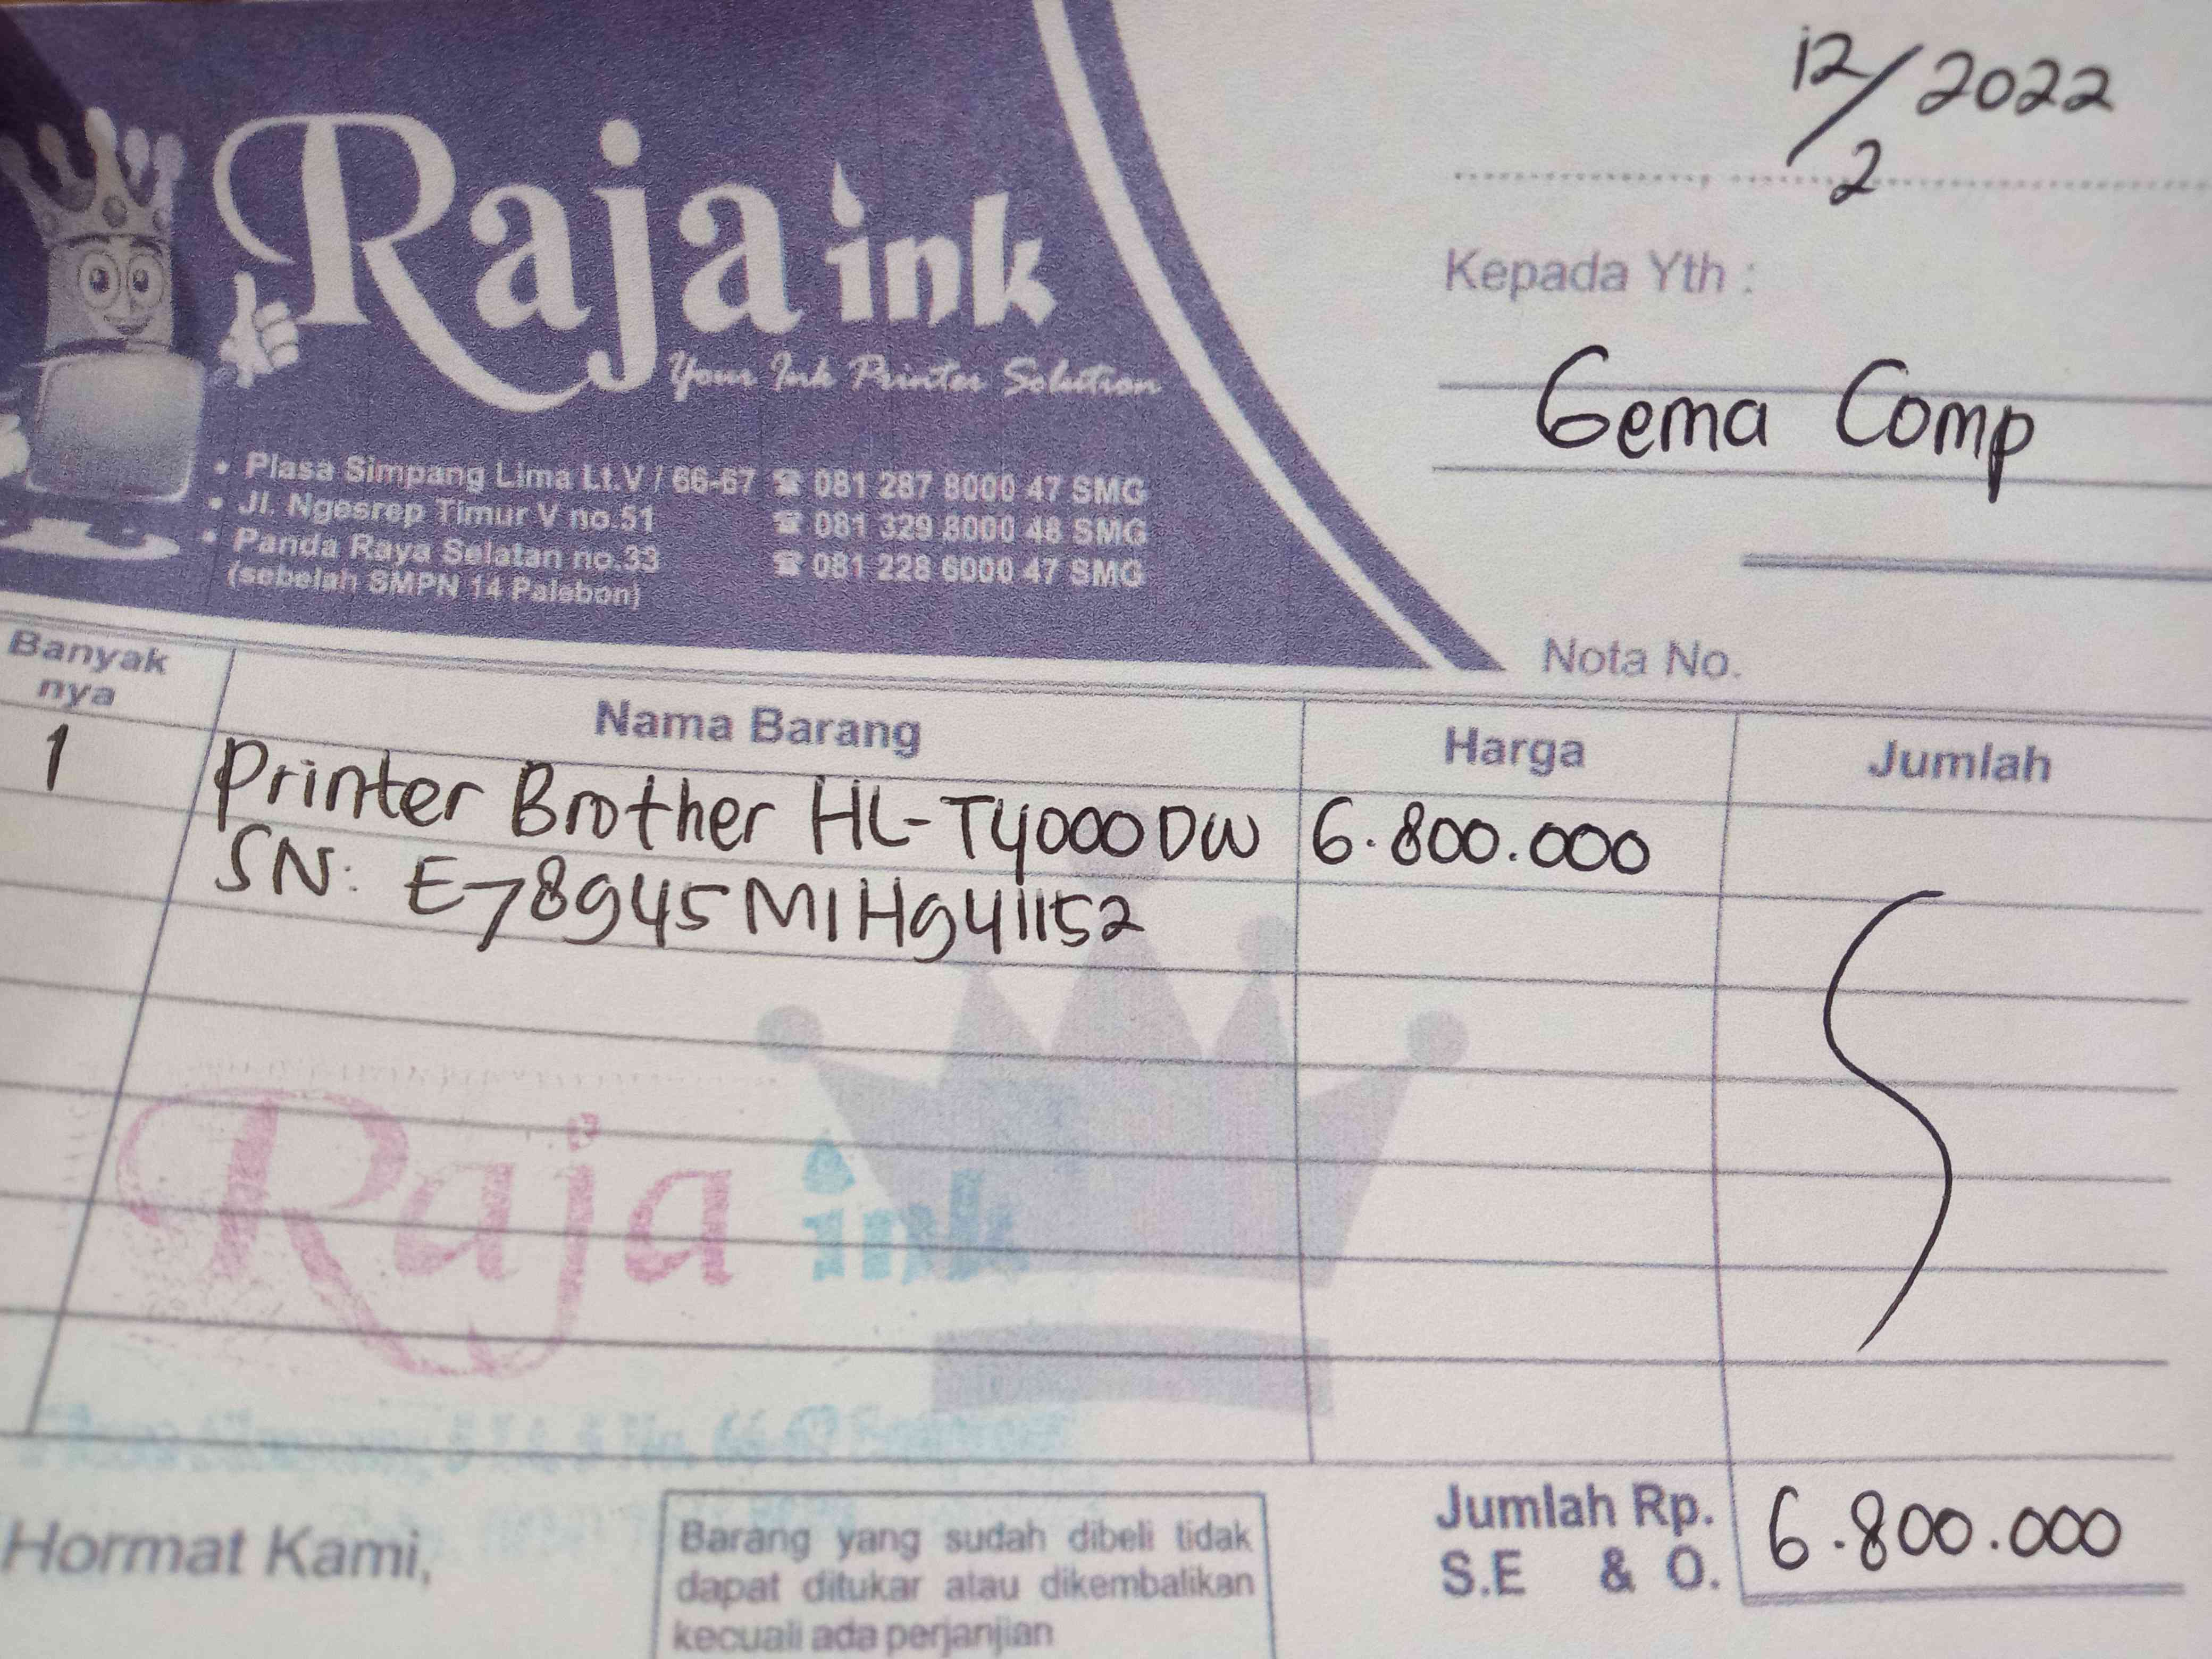 12/2 2022
Raja ink
Your Ink Printer Solution
Kepada Yth :
Gema Comp
• Plasa Simpang Lima Lt.V / 66-67 ☎ 081 287 8000 47 SMG
• Jl. Ngesrep Timur V no.51 ☎ 081 329 8000 48 SMG
• Panda Raya Selatan no.33 ☎ 081 228 6000 47 SMG
(sebelah SMPN 14 Palebon)
Nota No.
Banyak
nya
Nama Barang Harga Jumlah
1 Printer Brother HL-T4000DW 6.800.000
SN: E78945M1H941152
Raja ink
Hormat Kami,
Barang yang sudah dibeli tidak
dapat ditukar atau dikembalikan
kecuali ada perjanjian
Jumlah Rp. 6.800.000
S.E & O.